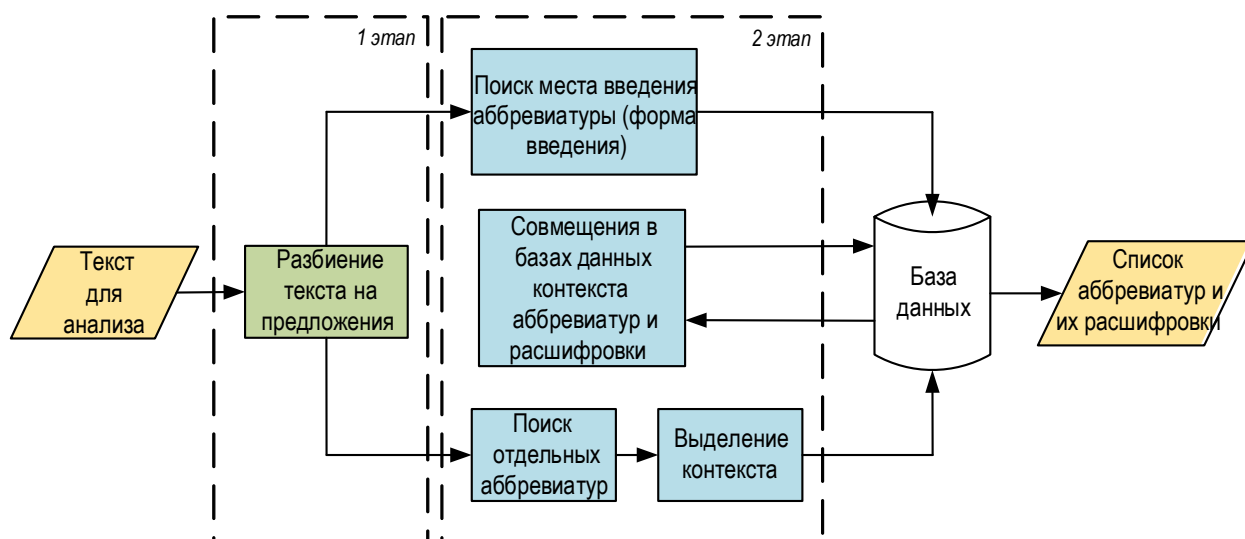 1 этап
2 этап
Поиск места введения
аббревиатуры (форма
введения)
Текст
для
анализа
Разбиение
текста на
предложения
Совмещения в
базах данных
контекста
аббревиатур и
расшифровки
База
данных
Список
аббревиатур и
их расшифровки
Поиск
отдельных
аббревиатур
Выделение
контекста